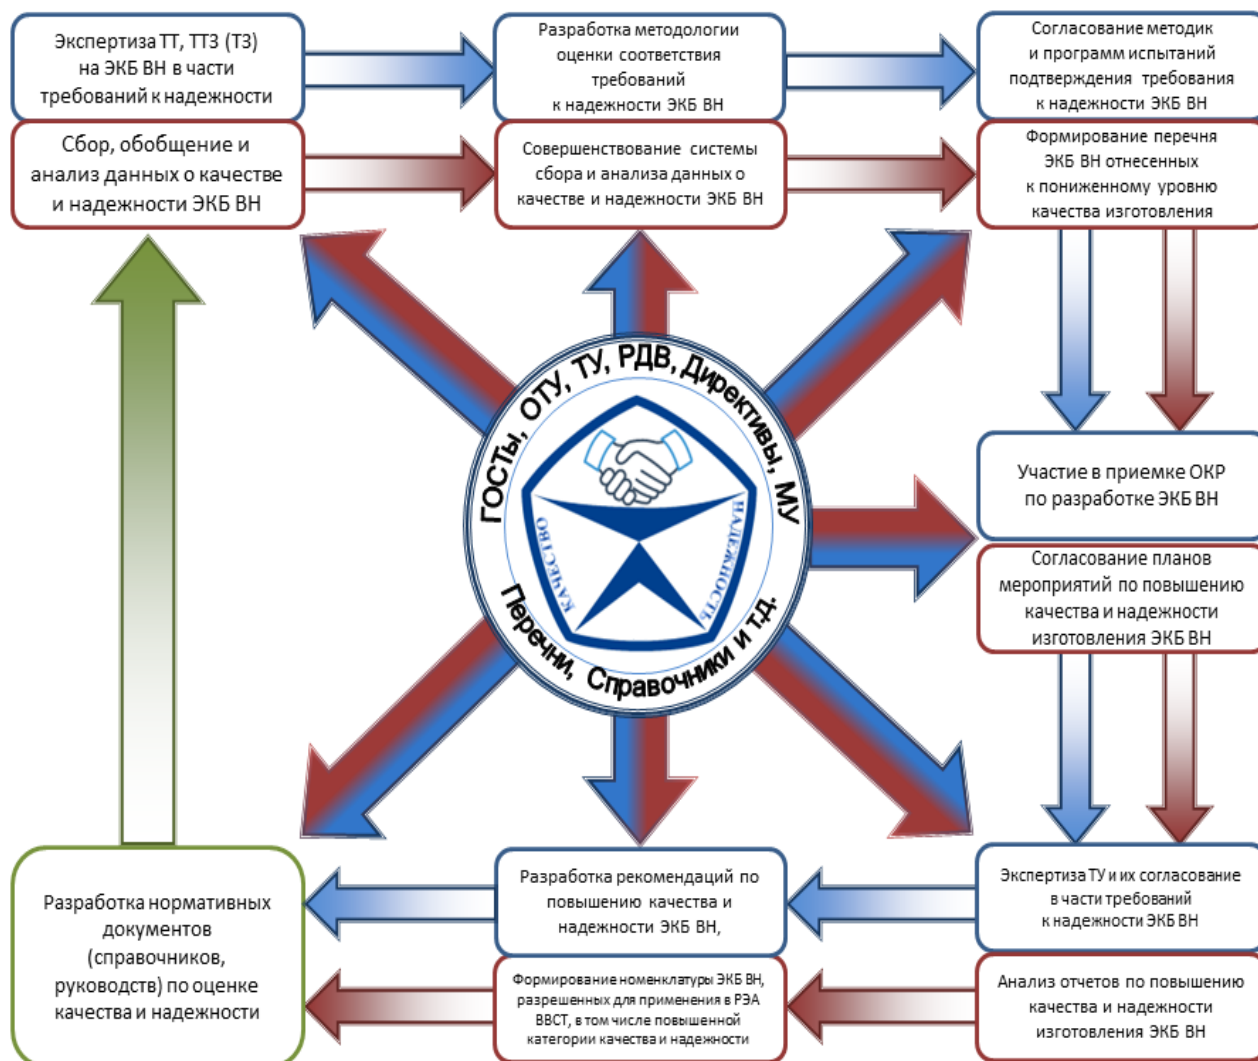 Экспертиза ТТ, ТТЗ (ТЗ)
на ЭКБ ВН в части
требований к надежности
Разработка методологии
оценки соответствия
требований
к надежности ЭКБ ВН
Согласование методик
и программ испытаний
подтверждения требования
к надежности ЭКБ ВН
Сбор, обобщение и
анализ данных о качестве
и надежности ЭКБ ВН
Совершенствование системы
сбора и анализа данных о
качестве и надежности ЭКБ ВН
Формирование перечня
ЭКБ ВН отнесенных
к пониженному уровню
качества изготовления
ГОСТы, ОТУ, ТУ, РДВ, Директивы, МУ
КАЧЕСТВО
НАДЕЖНОСТЬ
Перечни, Справочники и т.д.
Участие в приемке ОКР
по разработке ЭКБ ВН
Согласование планов
мероприятий по повышению
качества и надежности
изготовления ЭКБ ВН
Разработка нормативных
документов
(справочников,
руководств) по оценке
качества и надежности
Разработка рекомендаций по
повышению качества и
надежности ЭКБ ВН,
Экспертиза ТУ и их согласование
в части требований
к надежности ЭКБ ВН
Формирование номенклатуры ЭКБ ВН,
разрешенных для применения в РЭА
ВВСТ, в том числе повышенной
категории качества и надежности
Анализ отчетов по повышению
качества и надежности
изготовления ЭКБ ВН